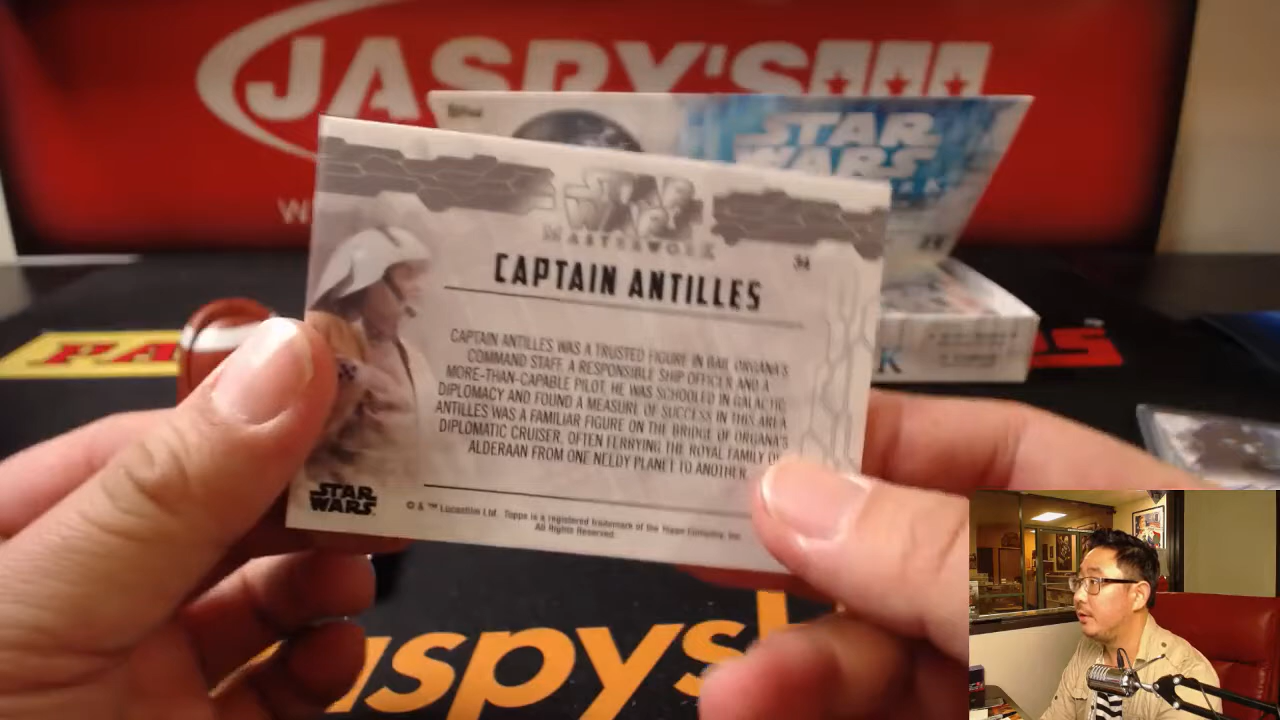 JASPY'S
W
Topps
STAR
WARS
MASTERWORK
34
CAPTAIN ANTILLES
CAPTAIN ANTILLES WAS A TRUSTED FIGURE IN BAIL ORGANA'S
COMMAND STAFF. A RESPONSIBLE SHIP OFFICER AND A
MORE-THAN-CAPABLE PILOT, HE WAS SCHOOLED IN GALACTIC
DIPLOMACY AND FOUND A MEASURE OF SUCCESS IN THIS AREA.
ANTILLES WAS A FAMILIAR FIGURE ON THE BRIDGE OF ORGANA'S
DIPLOMATIC CRUISER, OFTEN FERRYING THE ROYAL FAMILY OF
ALDERAAN FROM ONE NEEDY PLANET TO ANOTHER.
STAR
WARS
© & ™ Lucasfilm Ltd. Topps is a registered trademark of the Topps Company, Inc.
All Rights Reserved.
PA
aspys